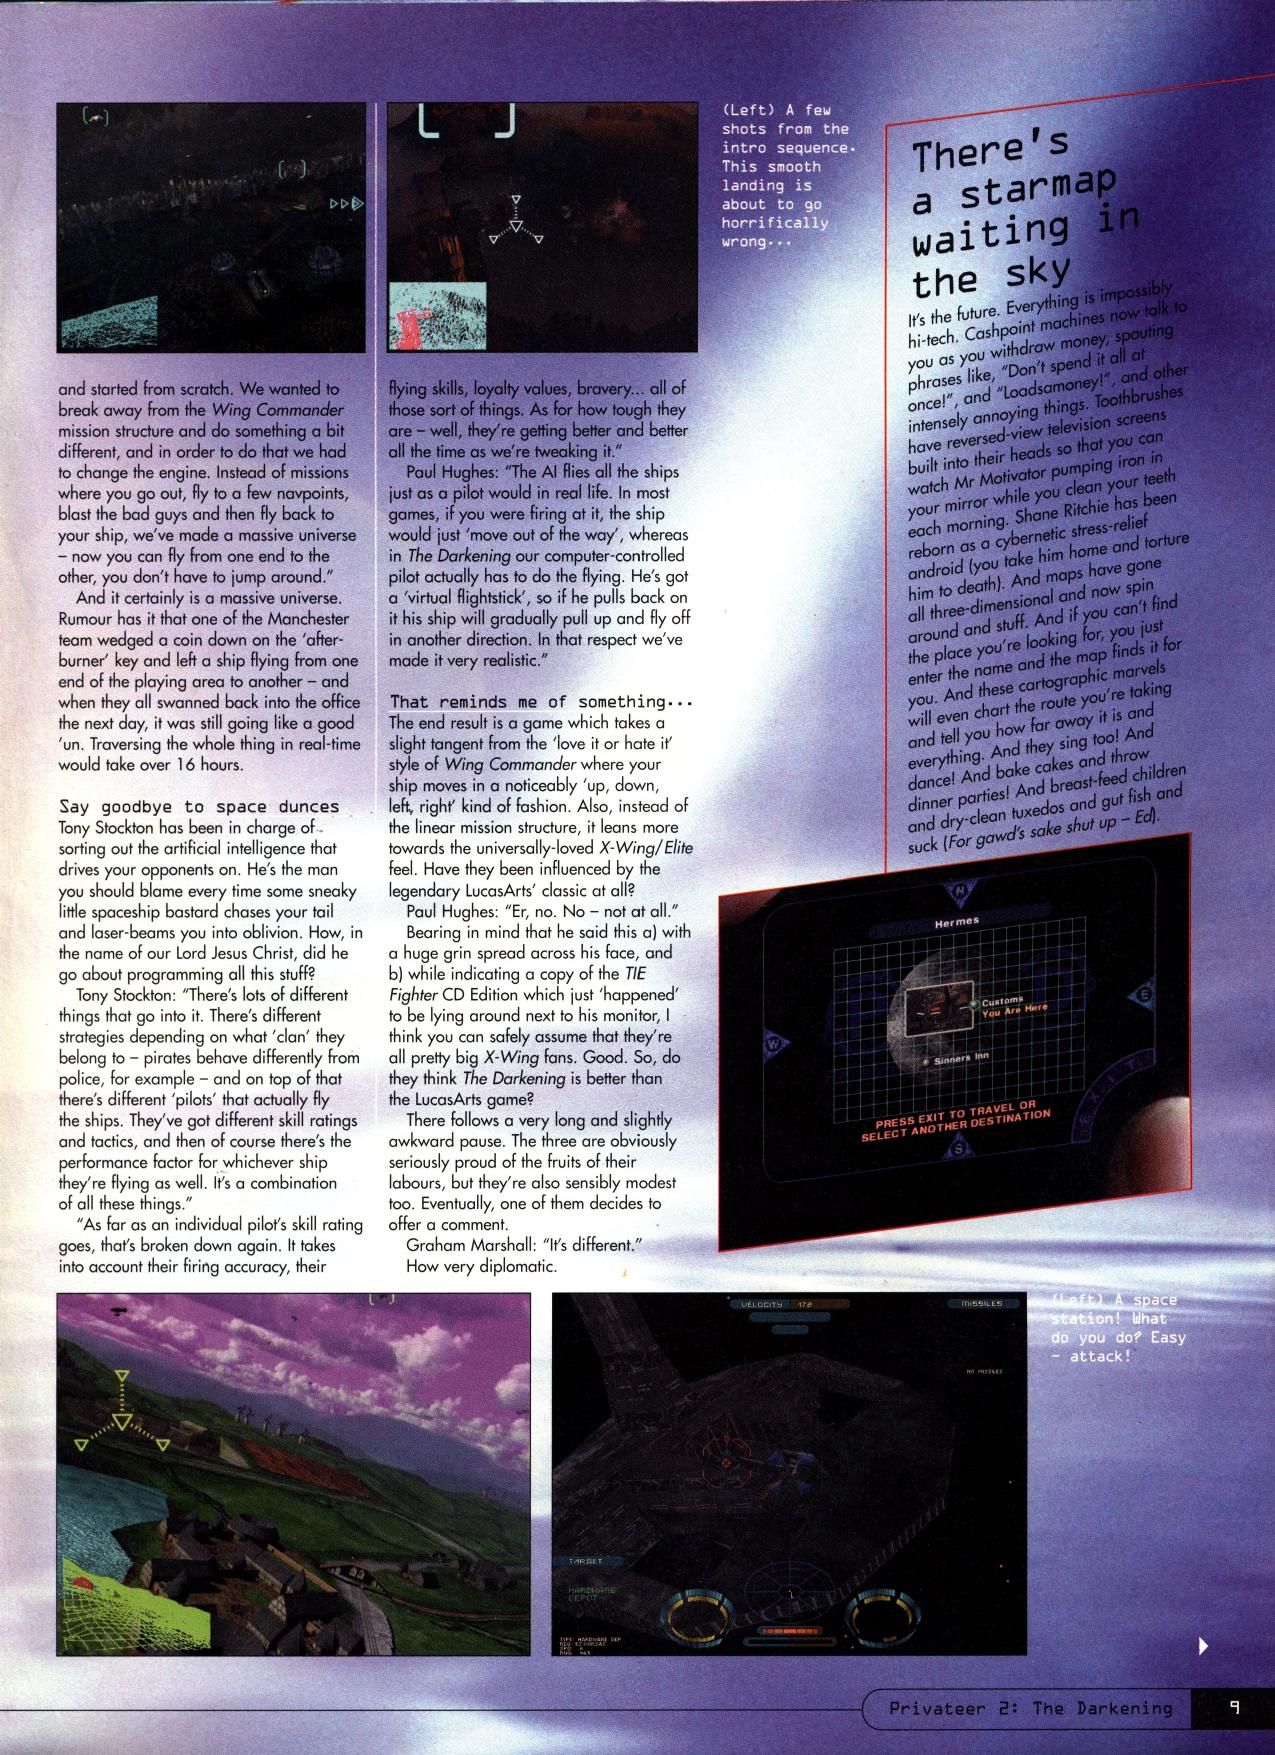 (Left) A few
shots from the
intro sequence.
This smooth
landing is
about to go
horrifically
wrong...
and started from scratch. We wanted to
break away from the Wing Commander
mission structure and do something a bit
different, and in order to do that we had
to change the engine. Instead of missions
where you go out, fly to a few navpoints,
blast the bad guys and then fly back to
your ship, we've made a massive universe
– now you can fly from one end to the
other, you don't have to jump around."
And it certainly is a massive universe.
Rumour has it that one of the Manchester
team wedged a coin down on the 'after-
burner' key and left a ship flying from one
end of the playing area to another – and
when they all swanned back into the office
the next day, it was still going like a good
'un. Traversing the whole thing in real-time
would take over 16 hours.
Say goodbye to space dunces
Tony Stockton has been in charge of
sorting out the artificial intelligence that
drives your opponents on. He's the man
you should blame every time some sneaky
little spaceship bastard chases your tail
and laser-beams you into oblivion. How, in
the name of our Lord Jesus Christ, did he
go about programming all this stuff?
Tony Stockton: "There's lots of different
things that go into it. There's different
strategies depending on what 'clan' they
belong to – pirates behave differently from
police, for example – and on top of that
there's different 'pilots' that actually fly
the ships. They've got different skill ratings
and tactics, and then of course there's the
performance factor for whichever ship
they're flying as well. It's a combination
of all these things."
"As far as an individual pilot's skill rating
goes, that's broken down again. It takes
into account their firing accuracy, their
flying skills, loyalty values, bravery... all of
those sort of things. As for how tough they
are – well, they're getting better and better
all the time as we're tweaking it."
Paul Hughes: "The AI flies all the ships
just as a pilot would in real life. In most
games, if you were firing at it, the ship
would just 'move out of the way', whereas
in The Darkening our computer-controlled
pilot actually has to do the flying. He's got
a 'virtual flightstick', so if he pulls back on
it his ship will gradually pull up and fly off
in another direction. In that respect we've
made it very realistic."
That reminds me of something...
The end result is a game which takes a
slight tangent from the 'love it or hate it'
style of Wing Commander where your
ship moves in a noticeably 'up, down,
left, right' kind of fashion. Also, instead of
the linear mission structure, it leans more
towards the universally-loved X-Wing/Elite
feel. Have they been influenced by the
legendary LucasArts' classic at all?
Paul Hughes: "Er, no. No – not at all."
Bearing in mind that he said this a) with
a huge grin spread across his face, and
b) while indicating a copy of the TIE
Fighter CD Edition which just 'happened'
to be lying around next to his monitor, I
think you can safely assume that they're
all pretty big X-Wing fans. Good. So, do
they think The Darkening is better than
the LucasArts game?
There follows a very long and slightly
awkward pause. The three are obviously
seriously proud of the fruits of their
labours, but they're also sensibly modest
too. Eventually, one of them decides to
offer a comment.
Graham Marshall: "It's different."
How very diplomatic.
There's
a starmap
waiting in
the sky
It's the future. Everything is impossibly
hi-tech. Cashpoint machines now talk to
you as you withdraw money, spouting
phrases like, "Don't spend it all at
once!", and "Loadsamoney!", and other
intensely annoying things. Toothbrushes
have reversed-view television screens
built into their heads so that you can
watch Mr Motivator pumping iron in
your mirror while you clean your teeth
each morning. Shane Ritchie has been
reborn as a cybernetic stress-relief
android (you take him home and torture
him to death). And maps have gone
all three-dimensional and now spin
around and stuff. And if you can't find
the place you're looking for, you just
enter the name and the map finds it for
you. And these cartographic marvels
will even chart the route you're taking
and tell you how far away it is and
everything. And they sing too! And
dance! And bake cakes and throw
dinner parties! And breast-feed children
and dry-clean tuxedos and gut fish and
suck (For gawd's sake shut up – Ed).
N
Hermes
E
Customs
You Are Here
W
Sinners Inn
EXIT
PRESS EXIT TO TRAVEL OR
SELECT ANOTHER DESTINATION
S
VELOCITY 172
MISSILES
NO MISSILES
TARGET
HARDWARE
DEPOT
(Left) A space
station! What
do you do? Easy
– attack!
Privateer 2: The Darkening 9